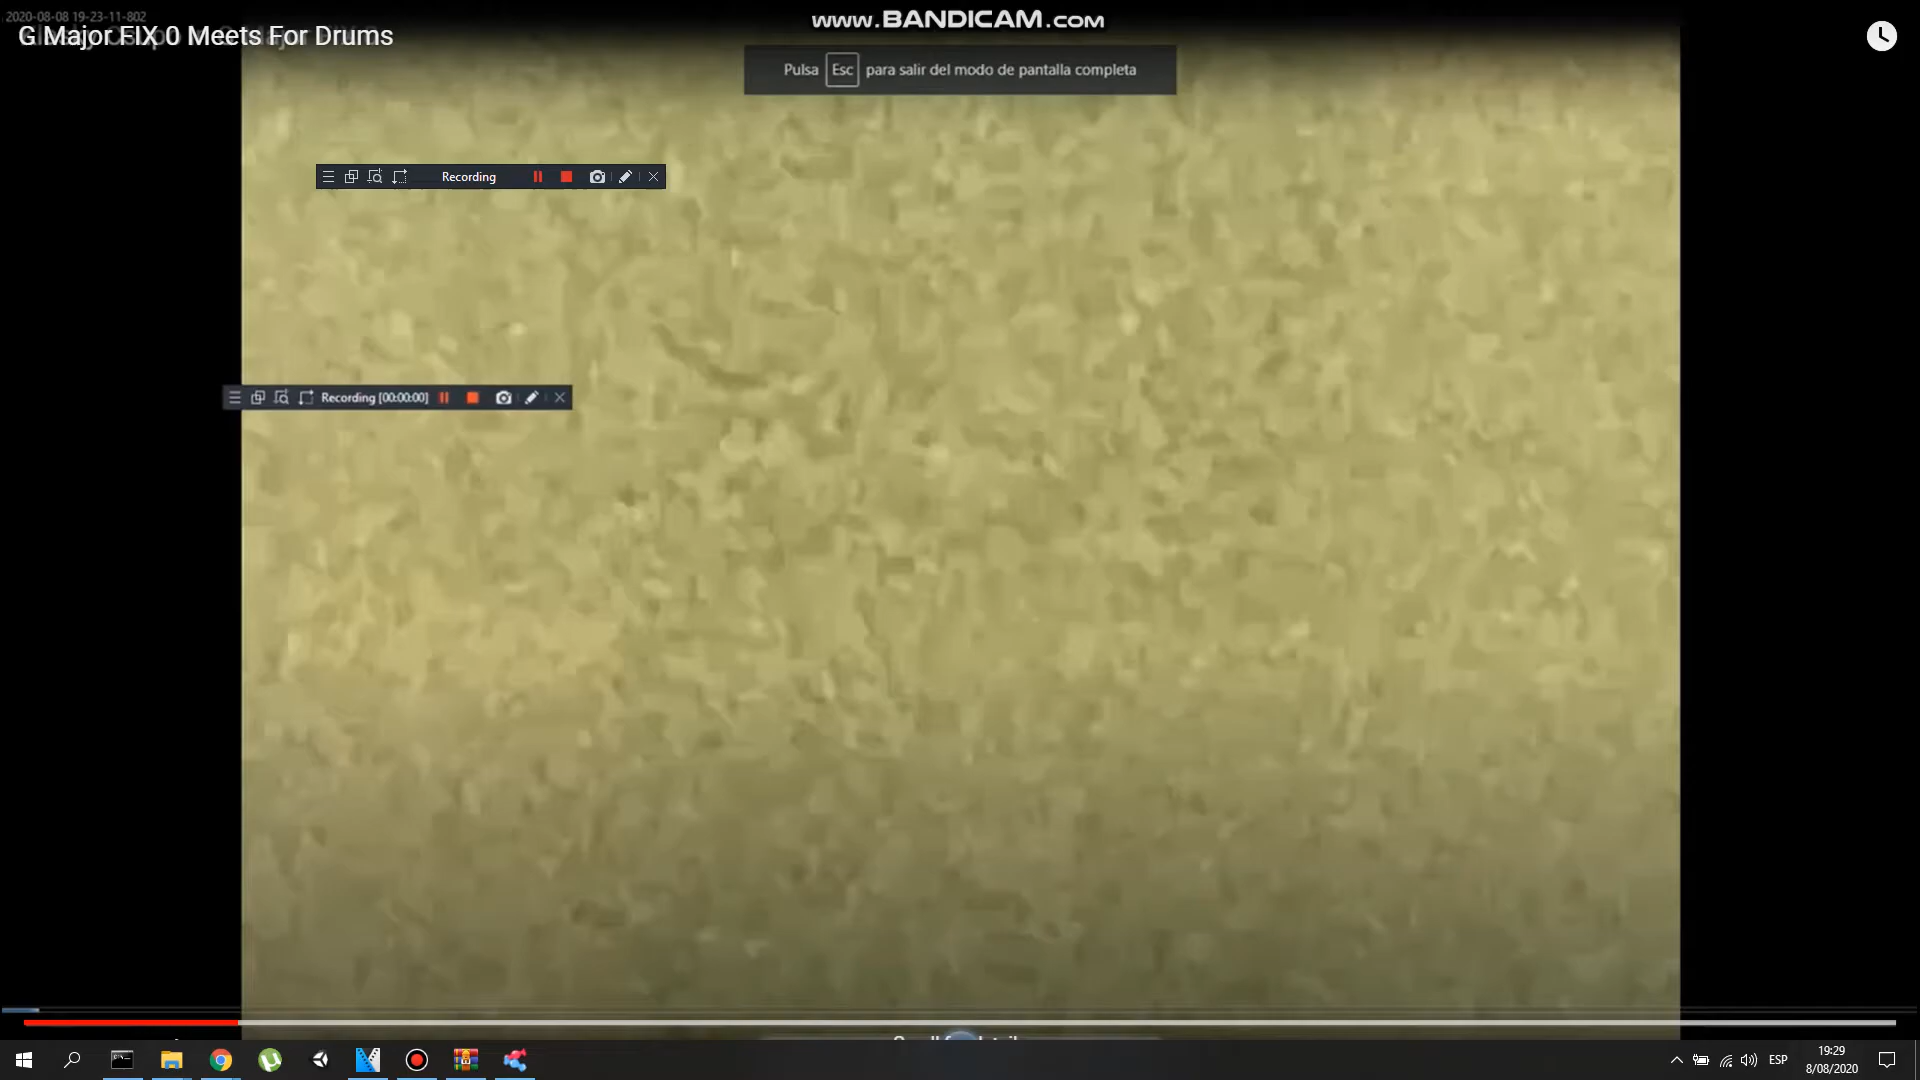 2020-08-08 19-23-11-802
www.BANDICAM.com
G Major FIX 0 Meets For Drums
Pulsa Esc para salir del modo de pantalla completa
Recording
Recording [00:00:00]
ESP
19:29
8/08/2020